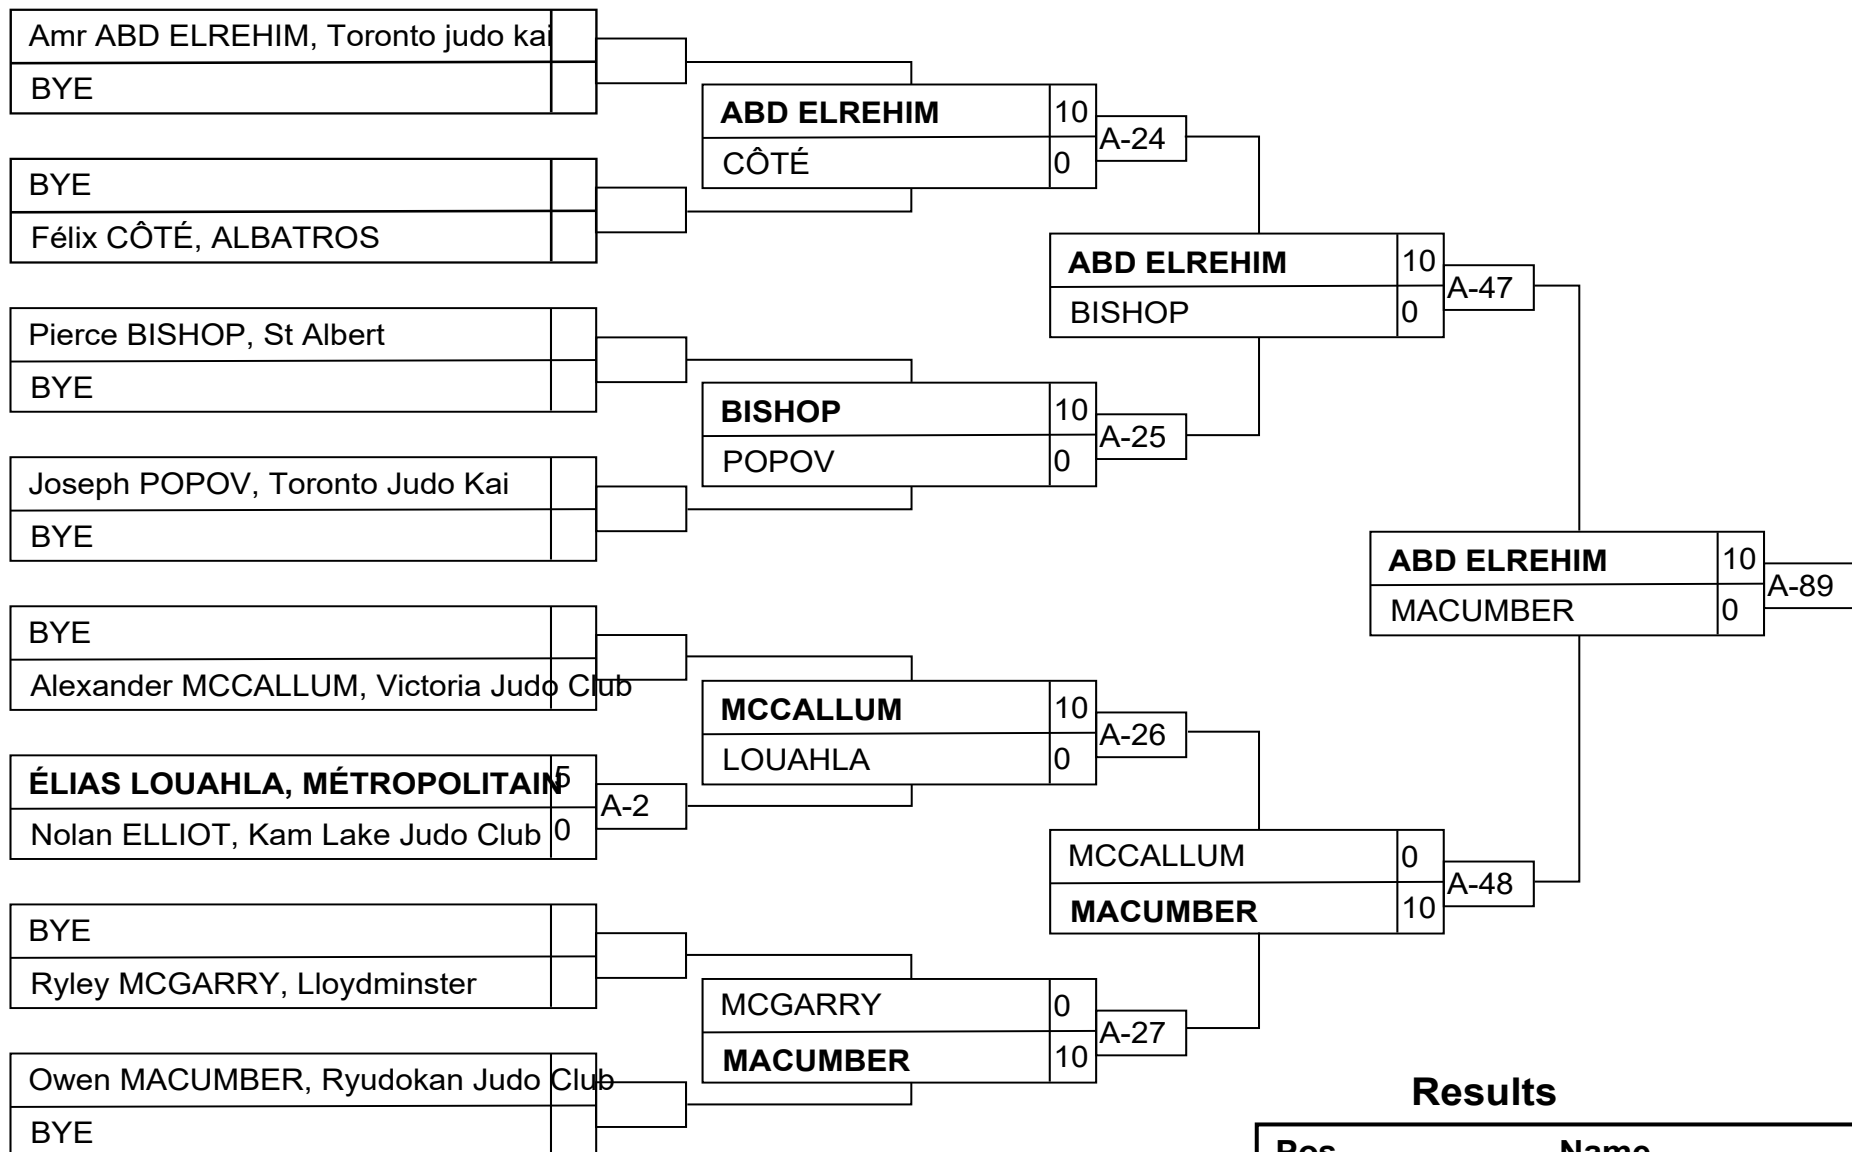 Amr ABD ELREHIM, Toronto judo kai
BYE
BYE
Félix CÔTÉ, ALBATROS
Pierce BISHOP, St Albert
BYE
Joseph POPOV, Toronto Judo Kai
BYE
BYE
Alexander MCCALLUM, Victoria Judo Club
ÉLIAS LOUAHLA, MÉTROPOLITAIN 5
Nolan ELLIOT, Kam Lake Judo Club 0
A-2
BYE
Ryley MCGARRY, Lloydminster
Owen MACUMBER, Ryudokan Judo Club
BYE
ABD ELREHIM 10
CÔTÉ 0
A-24
BISHOP 10
POPOV 0
A-25
MCCALLUM 10
LOUAHLA 0
A-26
MCGARRY 0
MACUMBER 10
A-27
ABD ELREHIM 10
BISHOP 0
A-47
MCCALLUM 0
MACUMBER 10
A-48
ABD ELREHIM 10
MACUMBER 0
A-89
Results
Pos Name